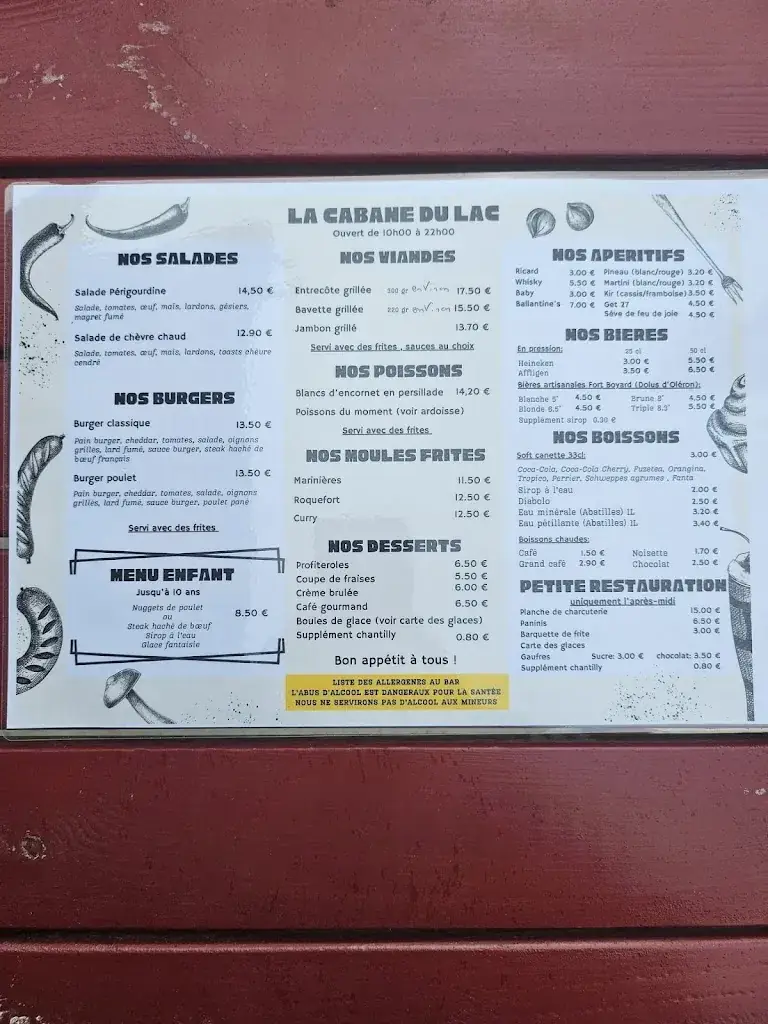 LA CABANE DU LAC
Ouvert de 10h00 à 22h00
NOS SALADES
Salade Périgourdine 14,50 €
Salade, tomates, œuf, maïs, lardons, gésiers,
magret fumé
Salade de chèvre chaud 12.90 €
Salade, tomates, œuf, maïs, lardons, toasts chèvre
cendré
NOS BURGERS
Burger classique 13.50 €
Pain burger, cheddar, tomates, salade, oignons
grillés, lard fumé, sauce burger, steak haché de
bœuf français
Burger poulet 13.50 €
Pain burger, cheddar, tomates, salade, oignons
grillés, lard fumé, sauce burger, poulet pané
Servi avec des frites
MENU ENFANT
Jusqu'à 10 ans
Nuggets de poulet
ou 8.50 €
Steak haché de bœuf
Sirop à l'eau
Glace fantaisie
NOS VIANDES
Entrecôte grillée 300 gr environ 17.50 €
Bavette grillée 220 gr environ 15.50 €
Jambon grillé 13.70 €
Servi avec des frites , sauces au choix
NOS POISSONS
Blancs d'encornet en persillade 14,20 €
Poissons du moment (voir ardoise)
Servi avec des frites
NOS MOULES FRITES
Marinières 11.50 €
Roquefort 12.50 €
Curry 12.50 €
NOS DESSERTS
Profiteroles 6.50 €
Coupe de fraises 5.50 €
Crème brulée 6.00 €
Café gourmand 6.50 €
Boules de glace (voir carte des glaces)
Supplément chantilly 0.80 €
Bon appétit à tous !
LISTE DES ALLERGENES AU BAR
L'ABUS D'ALCOOL EST DANGERAUX POUR LA SANTÉE
NOUS NE SERVIRONS PAS D'ALCOOL AUX MINEURS
NOS APERITIFS
Ricard 3.00 € Pineau (blanc/rouge) 3.20 €
Whisky 5.50 € Martini (blanc/rouge) 3.20 €
Baby 3.00 € Kir (cassis/framboise) 3.50 €
Ballantine's 7.00 € Get 27 4.50 €
Sève de feu de joie 4.50 €
NOS BIERES
En pression: 25 cl 50 cl
Heineken 3.00 € 5.50 €
Affligen 3.50 € 6.50 €
Bières artisanales Fort Boyard (Dolus d'Oléron):
Blanche 5° 4.50 € Brune 8° 4.50 €
Blonde 8.5° 4.50 € Triple 8.2° 5.50 €
Supplément sirop 0.30 €
NOS BOISSONS
Soft canette 33cl: 3.00 €
Coca-Cola, Coca-Cola Cherry, Fuzetea, Orangina,
Tropico, Perrier, Schweppes agrumes , Fanta
Sirop à l'eau 2.00 €
Diabolo 2.50 €
Eau minérale (Abatilles) 1L 3.20 €
Eau pétillante (Abatilles) 1L 3.40 €
Boissons chaudes:
Café 1.50 € Noisette 1.70 €
Grand café 2.90 € Chocolat 2.50 €
PETITE RESTAURATION
uniquement l'après-midi
Planche de charcuterie 15.00 €
Paninis 6.50 €
Barquette de frite 3.00 €
Carte des glaces
Gaufres Sucre: 3.00 € chocolat: 3.50 €
Supplément chantilly 0.80 €